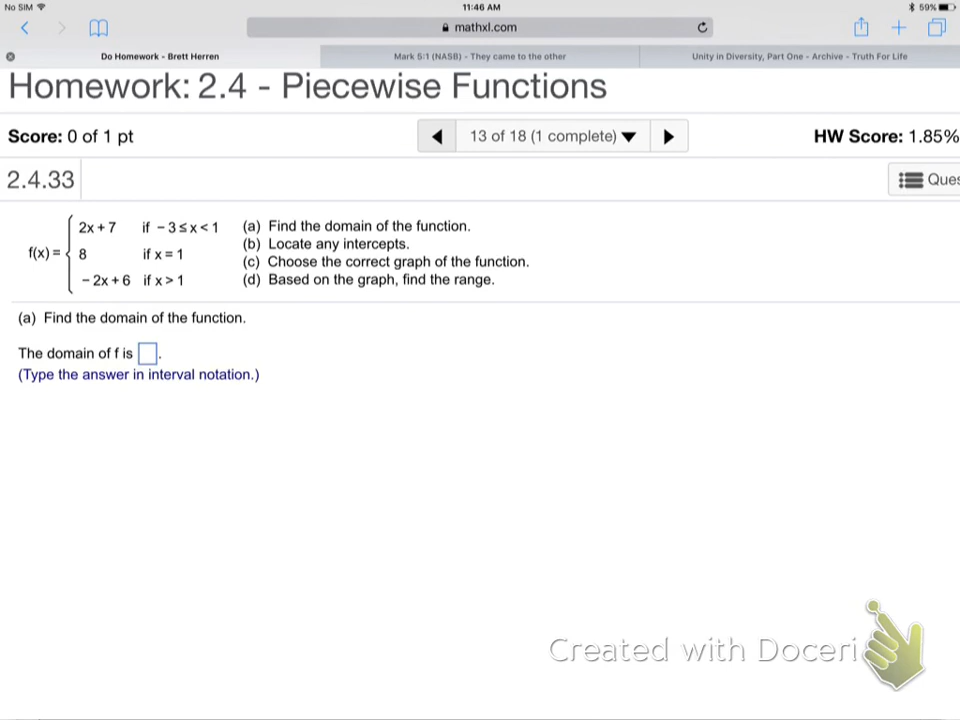 No SIM 11:46 AM 59%
mathxl.com
Do Homework - Brett Herren Mark 5:1 (NASB) - They came to the other Unity in Diversity, Part One - Archive - Truth For Life
Homework: 2.4 - Piecewise Functions
Score: 0 of 1 pt 13 of 18 (1 complete) HW Score: 1.85%
2.4.33 Ques
f(x) = { 2x + 7 if − 3 ≤ x < 1
8 if x = 1
− 2x + 6 if x > 1
(a) Find the domain of the function.
(b) Locate any intercepts.
(c) Choose the correct graph of the function.
(d) Based on the graph, find the range.
(a) Find the domain of the function.
The domain of f is .
(Type the answer in interval notation.)
Created with Doceri